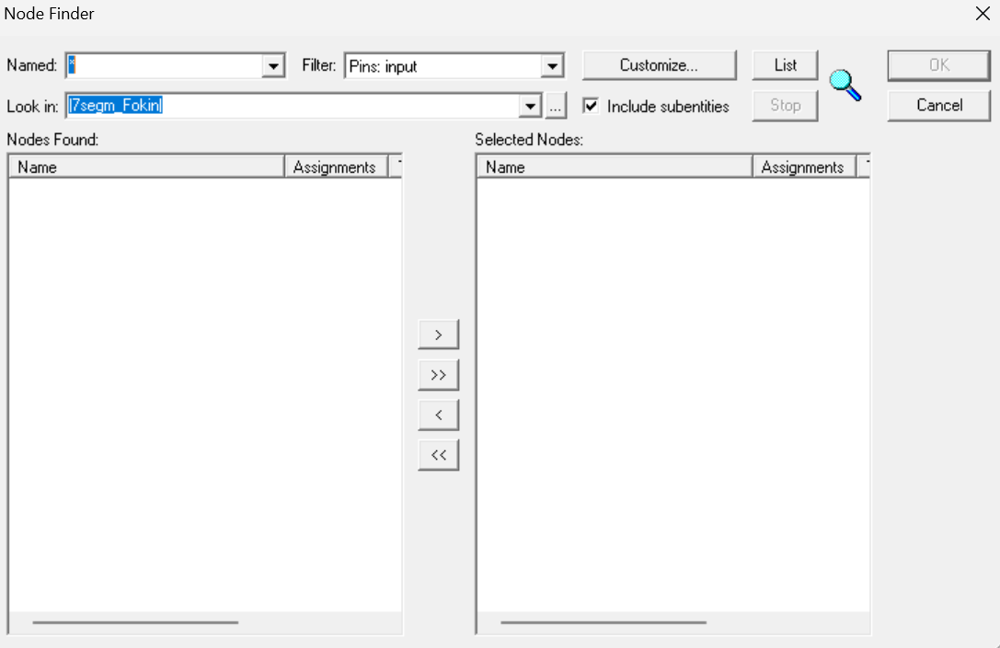 Node Finder
Named: * Filter: Pins: input Customize... List OK
Look in: |7segm_Fokin| ... Include subentities Stop Cancel
Nodes Found: Selected Nodes:
Name Assignments Name Assignments
>
>>
<
<<